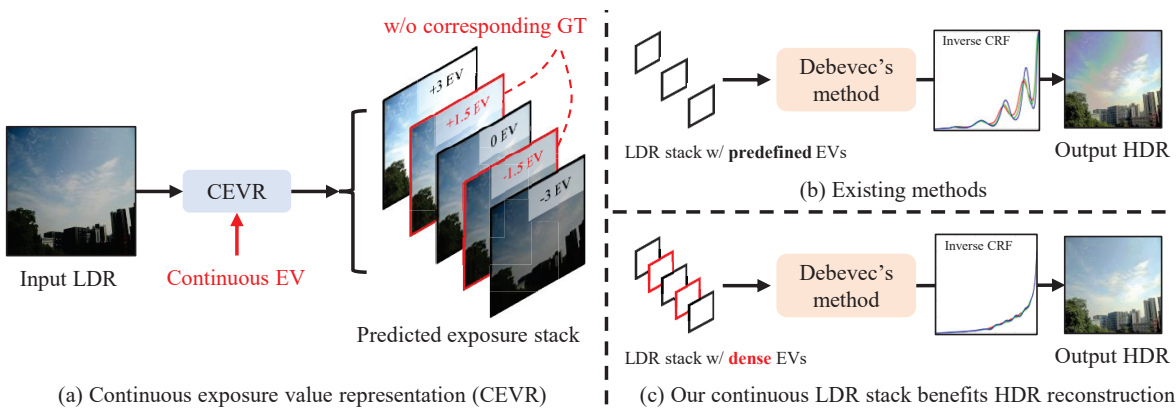 w/o corresponding GT
+3 EV
+1.5 EV
0 EV
-1.5 EV
-3 EV
CEVR
Input LDR
Continuous EV
Predicted exposure stack
(a) Continuous exposure value representation (CEVR)
Debevec's
method
Inverse CRF
LDR stack w/ predefined EVs
Output HDR
(b) Existing methods
Debevec's
method
Inverse CRF
LDR stack w/ dense EVs
Output HDR
(c) Our continuous LDR stack benefits HDR reconstruction